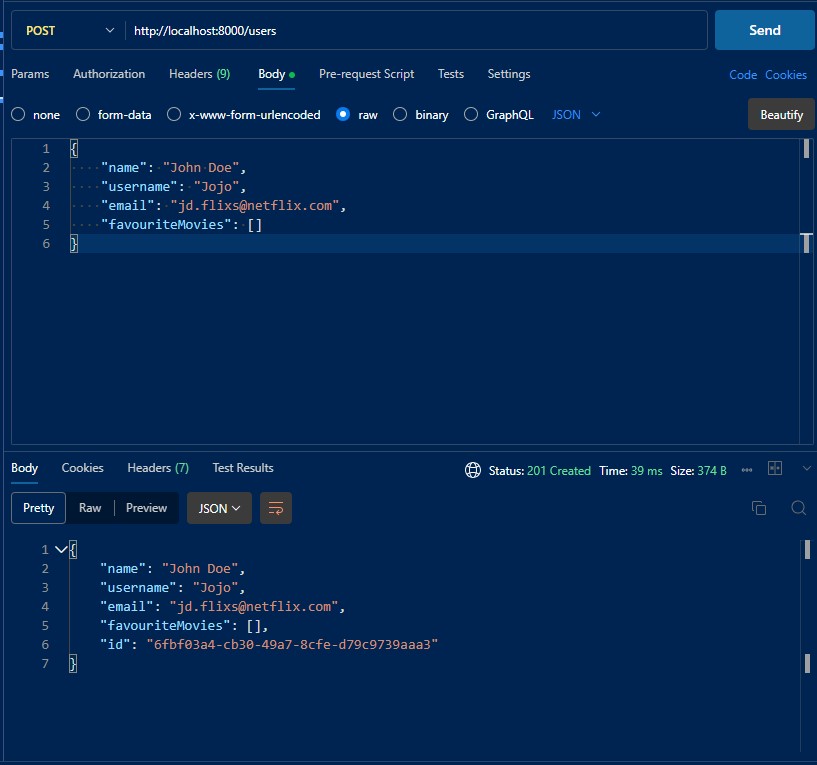 POST http://localhost:8000/users Send
Params Authorization Headers (9) Body Pre-request Script Tests Settings Code Cookies
none form-data x-www-form-urlencoded raw binary GraphQL JSON Beautify
1 {
2 ····"name":·"John·Doe",
3 ····"username":·"Jojo",
4 ····"email":·"jd.flixs@netflix.com",
5 ····"favouriteMovies":·[]
6 }
Body Cookies Headers (7) Test Results Status: 201 Created Time: 39 ms Size: 374 B
Pretty Raw Preview JSON
1 {
2 "name": "John Doe",
3 "username": "Jojo",
4 "email": "jd.flixs@netflix.com",
5 "favouriteMovies": [],
6 "id": "6fbf03a4-cb30-49a7-8cfe-d79c9739aaa3"
7 }